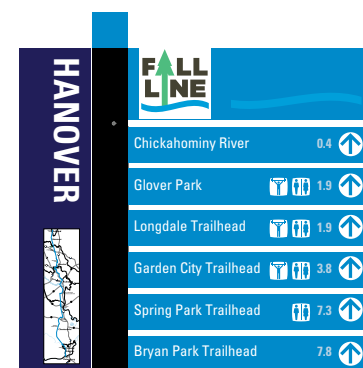 HANOVER
FALL
LINE
Chickahominy River 0.4
Glover Park 1.9
Longdale Trailhead 1.9
Garden City Trailhead 3.8
Spring Park Trailhead 7.3
Bryan Park Trailhead 7.8